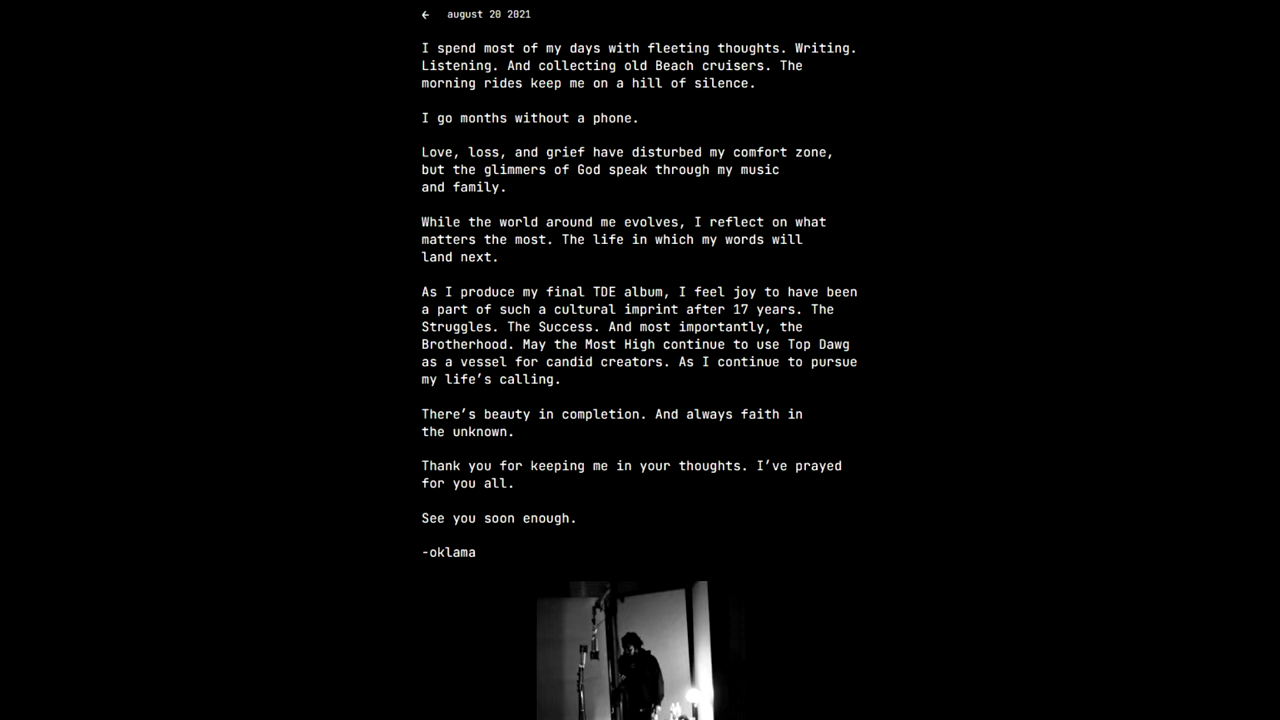 ← august 20 2021
I spend most of my days with fleeting thoughts. Writing.
Listening. And collecting old Beach cruisers. The
morning rides keep me on a hill of silence.
I go months without a phone.
Love, loss, and grief have disturbed my comfort zone,
but the glimmers of God speak through my music
and family.
While the world around me evolves, I reflect on what
matters the most. The life in which my words will
land next.
As I produce my final TDE album, I feel joy to have been
a part of such a cultural imprint after 17 years. The
Struggles. The Success. And most importantly, the
Brotherhood. May the Most High continue to use Top Dawg
as a vessel for candid creators. As I continue to pursue
my life’s calling.
There’s beauty in completion. And always faith in
the unknown.
Thank you for keeping me in your thoughts. I’ve prayed
for you all.
See you soon enough.
-oklama